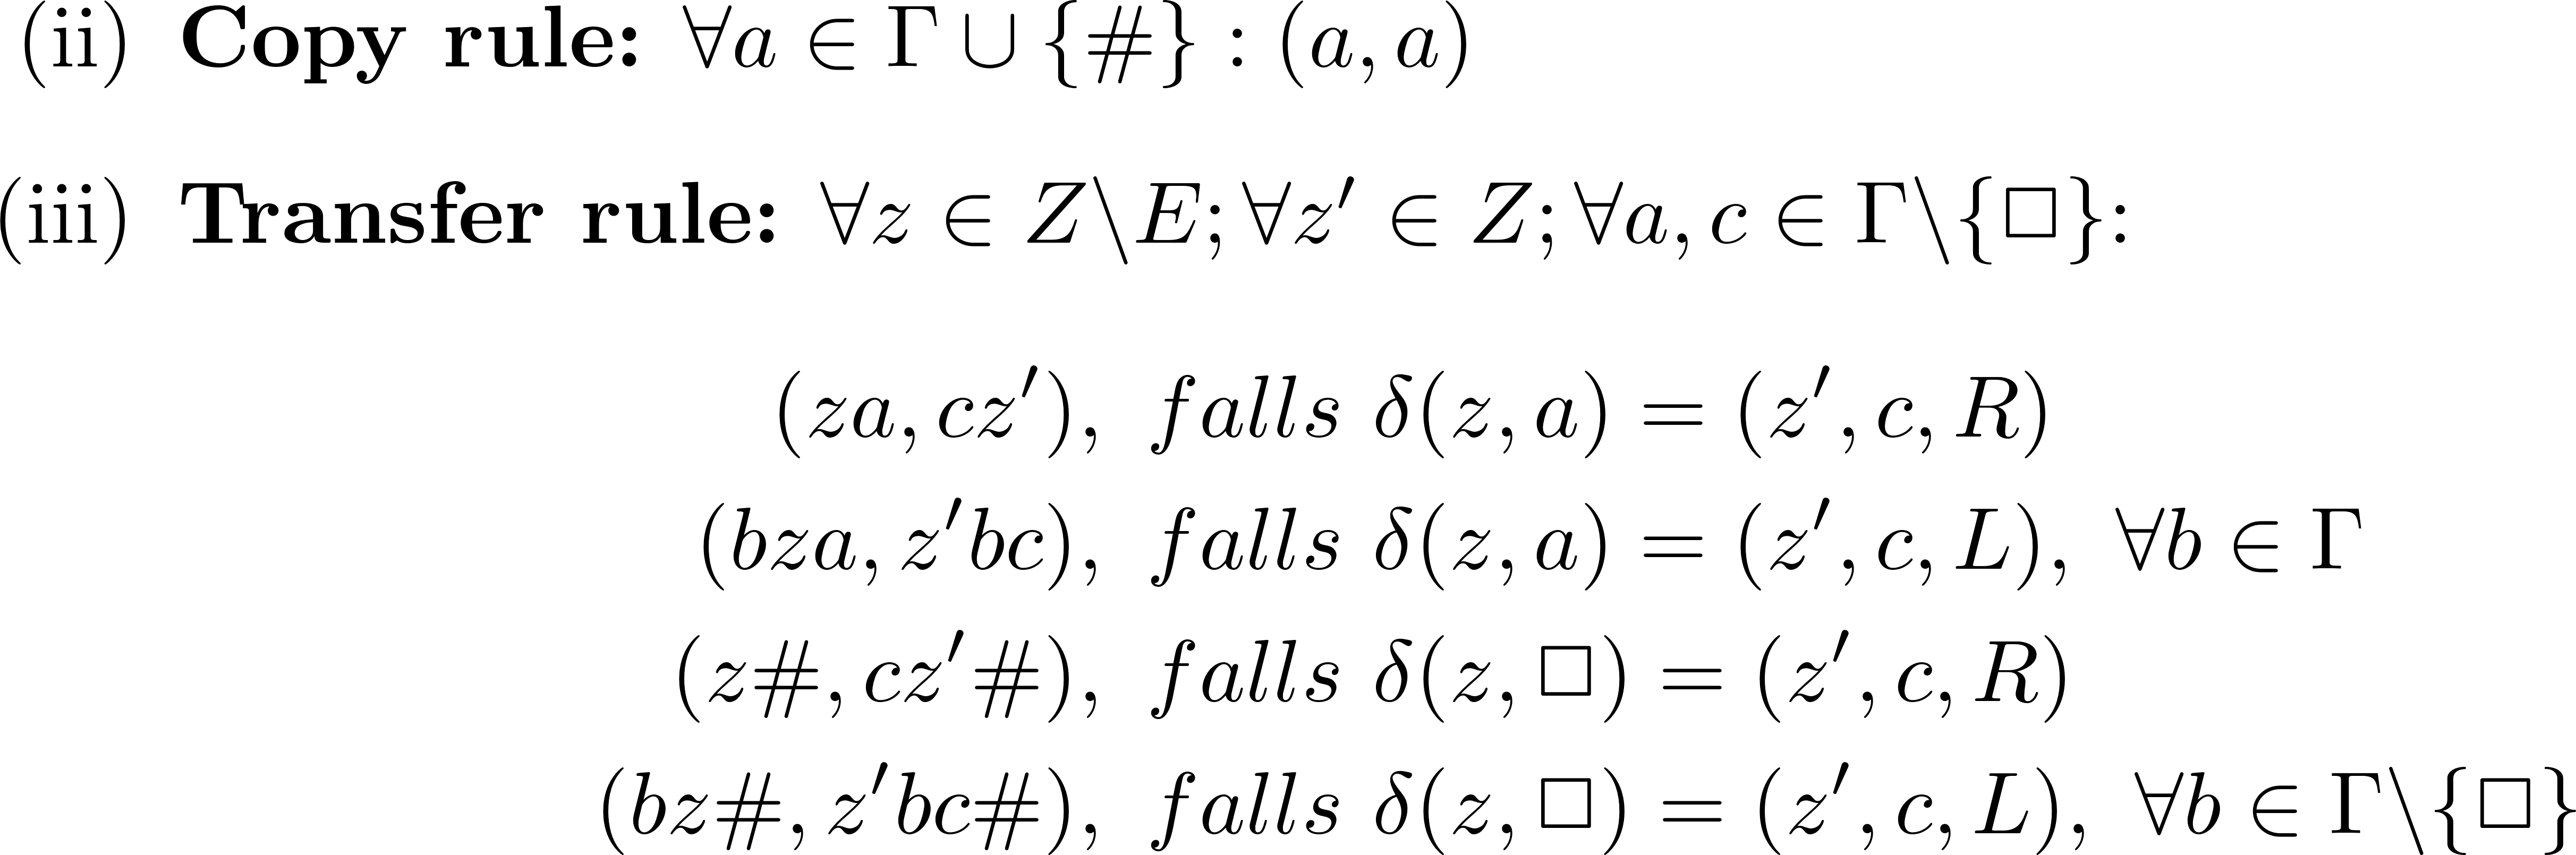 (ii) Copy rule: ∀a ∈ Γ ∪ {#} : (a, a)
(iii) Transfer rule: ∀z ∈ Z\E; ∀z′ ∈ Z; ∀a, c ∈ Γ\{□}:
(za, cz′), falls δ(z, a) = (z′, c, R)
(bza, z′bc), falls δ(z, a) = (z′, c, L), ∀b ∈ Γ
(z#, cz′#), falls δ(z, □) = (z′, c, R)
(bz#, z′bc#), falls δ(z, □) = (z′, c, L), ∀b ∈ Γ\{□}